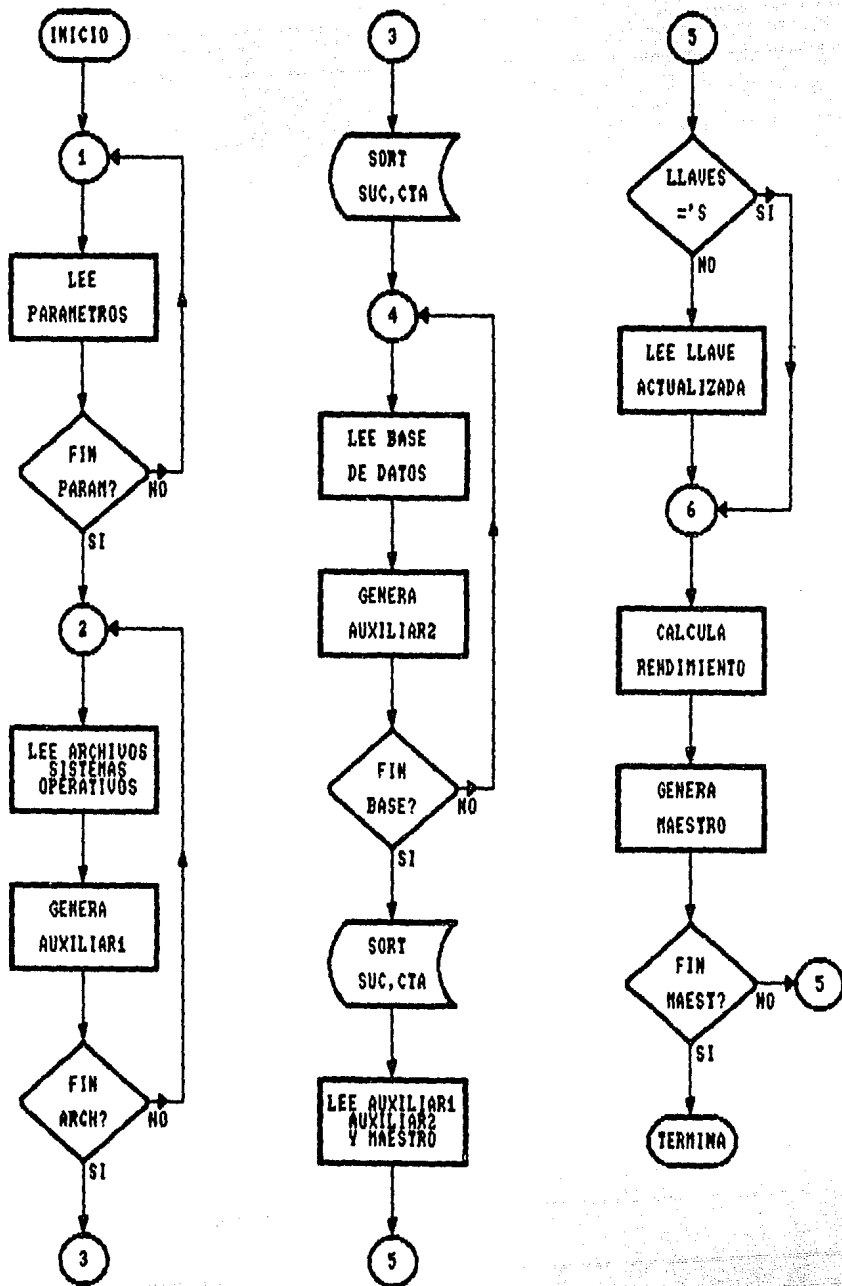 INICIO
1
LEE
PARAMETROS
FIN
PARAM?
NO
SI
2
LEE ARCHIVOS
SISTEMAS
OPERATIVOS
GENERA
AUXILIAR1
FIN
ARCH?
NO
SI
3
3
SORT
SUC,CTA
4
LEE BASE
DE DATOS
GENERA
AUXILIAR2
FIN
BASE?
NO
SI
SORT
SUC,CTA
LEE AUXILIAR1
AUXILIAR2
Y MAESTRO
5
5
LLAVES
='S
SI
NO
LEE LLAVE
ACTUALIZADA
6
CALCULA
RENDIMIENTO
GENERA
MAESTRO
FIN
MAEST?
NO
5
SI
TERMINA